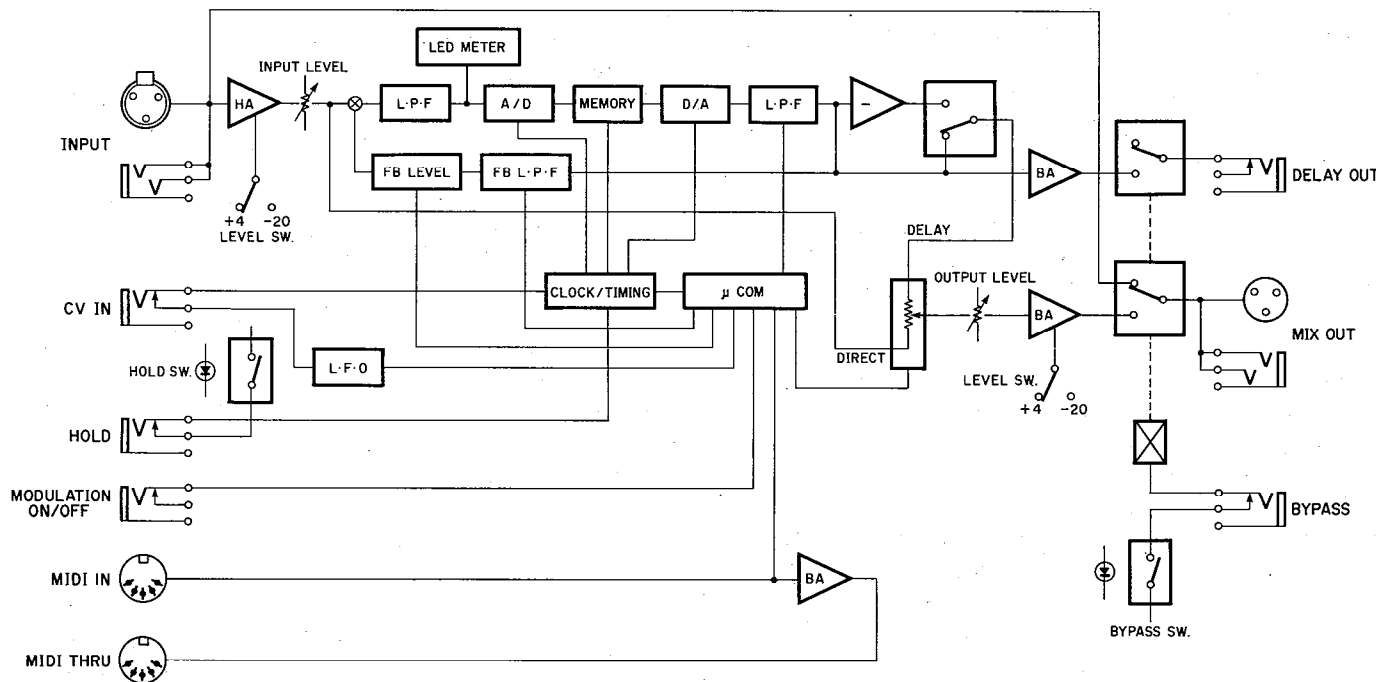 LED METER
INPUT LEVEL
HA
L·P·F
A/D
MEMORY
D/A
L·P·F
−
INPUT
FB LEVEL
FB L·P·F
BA
DELAY OUT
+4 -20
LEVEL SW.
DELAY
OUTPUT LEVEL
CV IN
CLOCK/TIMING
μ COM
BA
MIX OUT
HOLD SW.
L·F·O
DIRECT
LEVEL SW.
+4 -20
HOLD
MODULATION
ON/OFF
BYPASS
MIDI IN
BA
BYPASS SW.
MIDI THRU